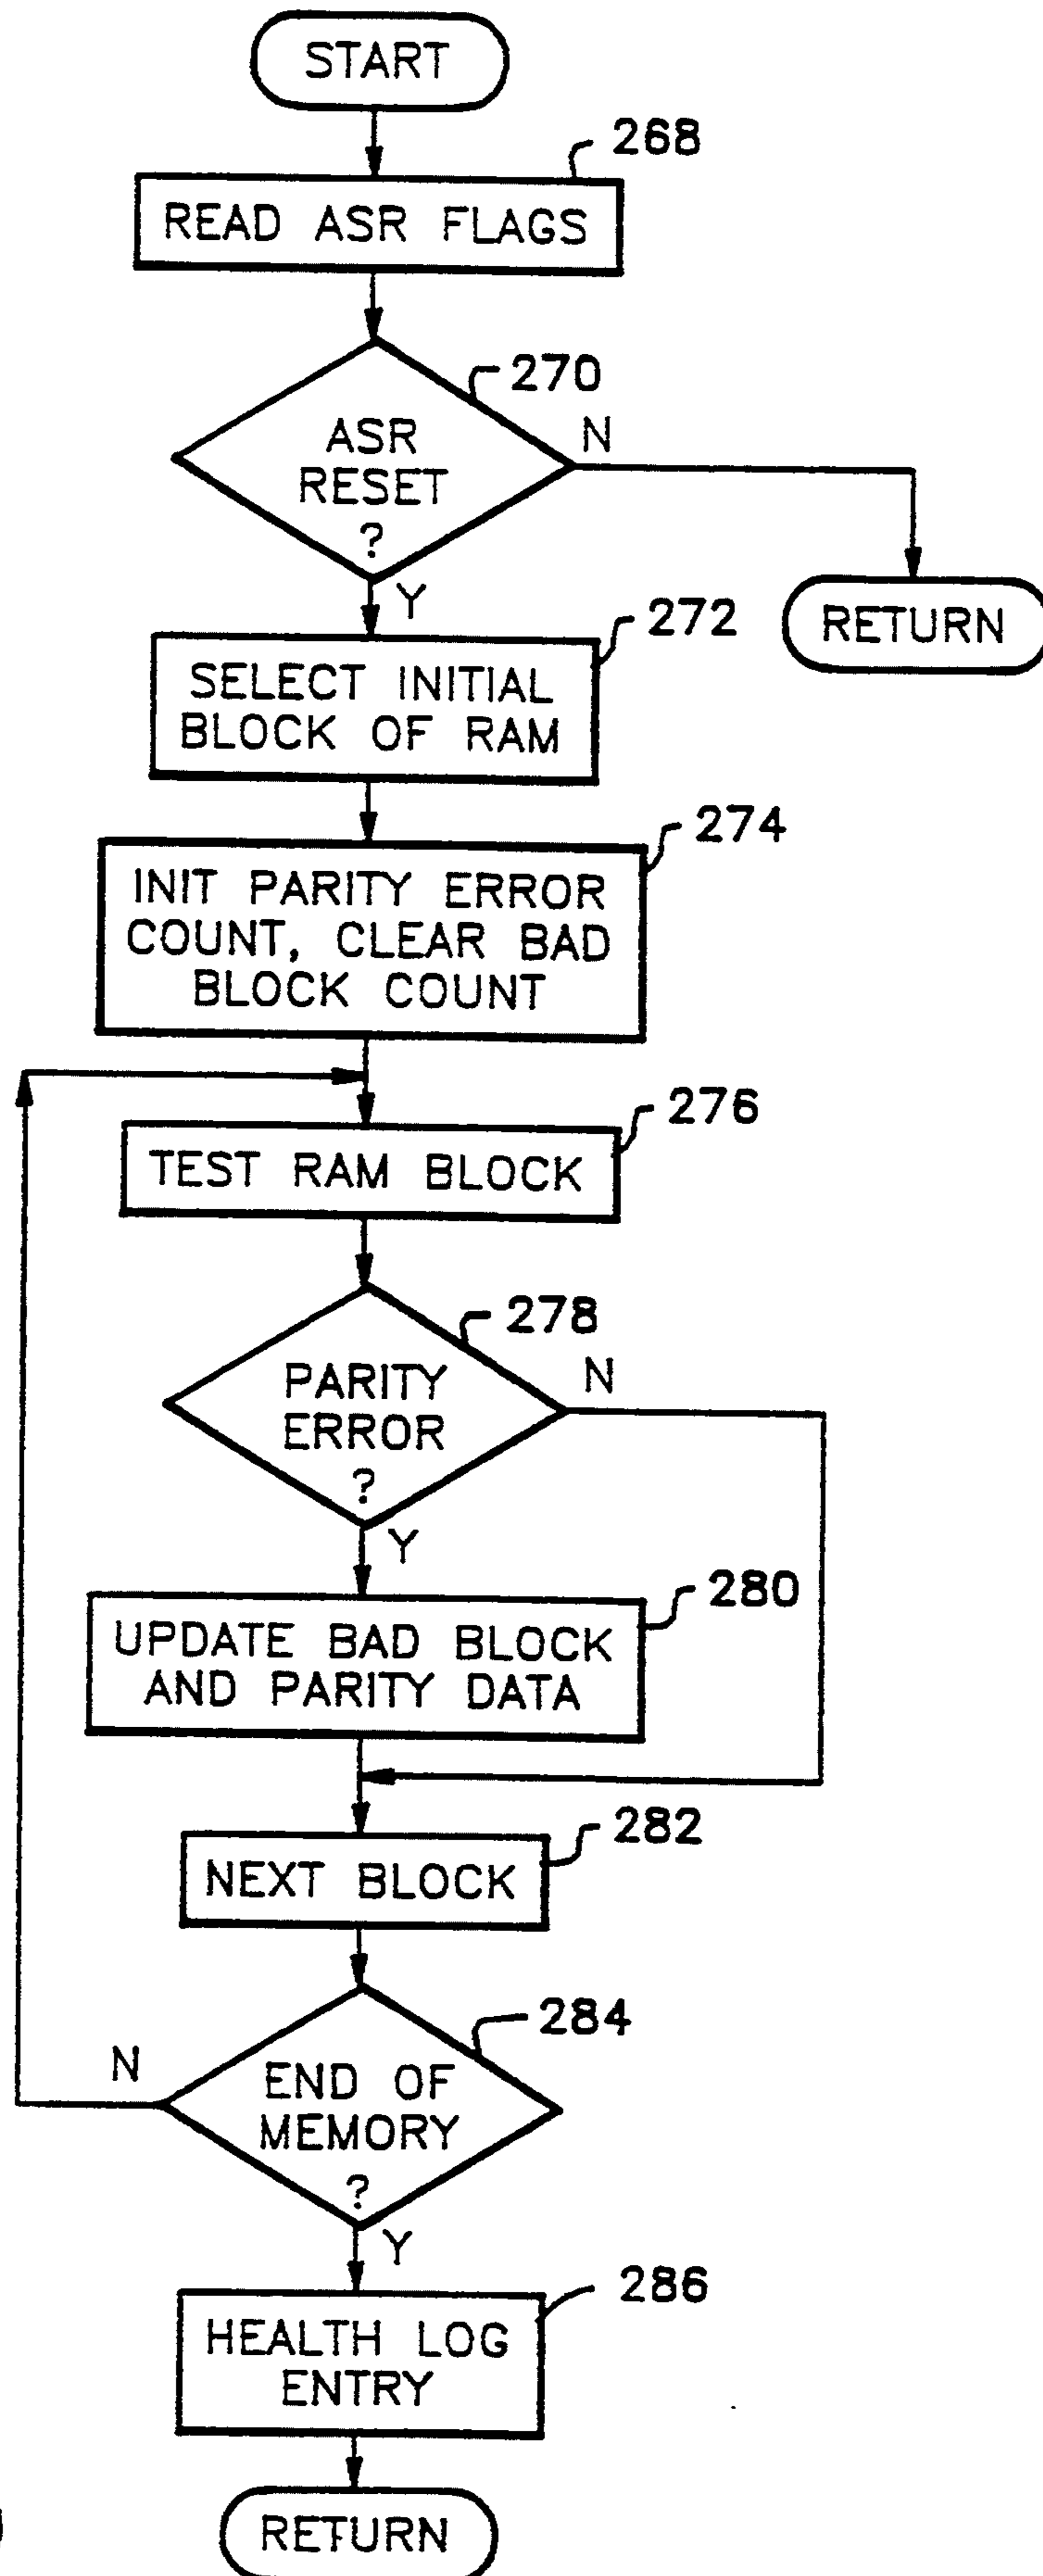 START
268
READ ASR FLAGS
270
ASR
RESET
?
N
Y
RETURN
272
SELECT INITIAL
BLOCK OF RAM
274
INIT PARITY ERROR
COUNT, CLEAR BAD
BLOCK COUNT
276
TEST RAM BLOCK
278
PARITY
ERROR
?
N
Y
280
UPDATE BAD BLOCK
AND PARITY DATA
282
NEXT BLOCK
284
N
END OF
MEMORY
?
Y
286
HEALTH LOG
ENTRY
RETURN